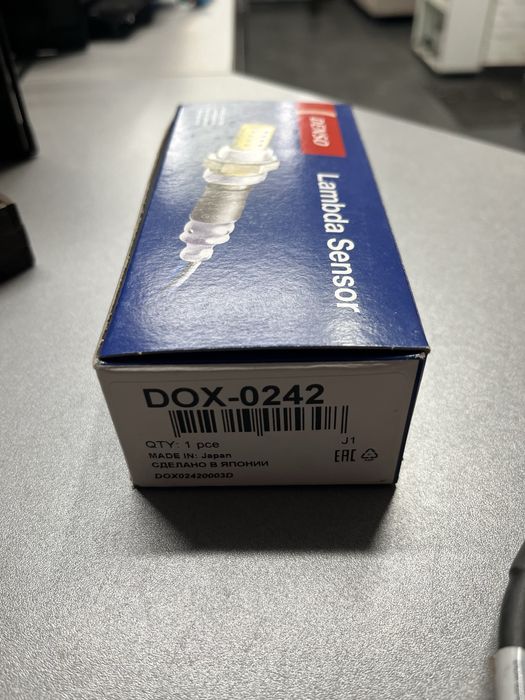 DENSO
Lambda Sensor
DOX-0242
QTY: 1 pce
J1
MADE IN: Japan
EAC
СДЕЛАНО В ЯПОНИИ
DOX02420003D